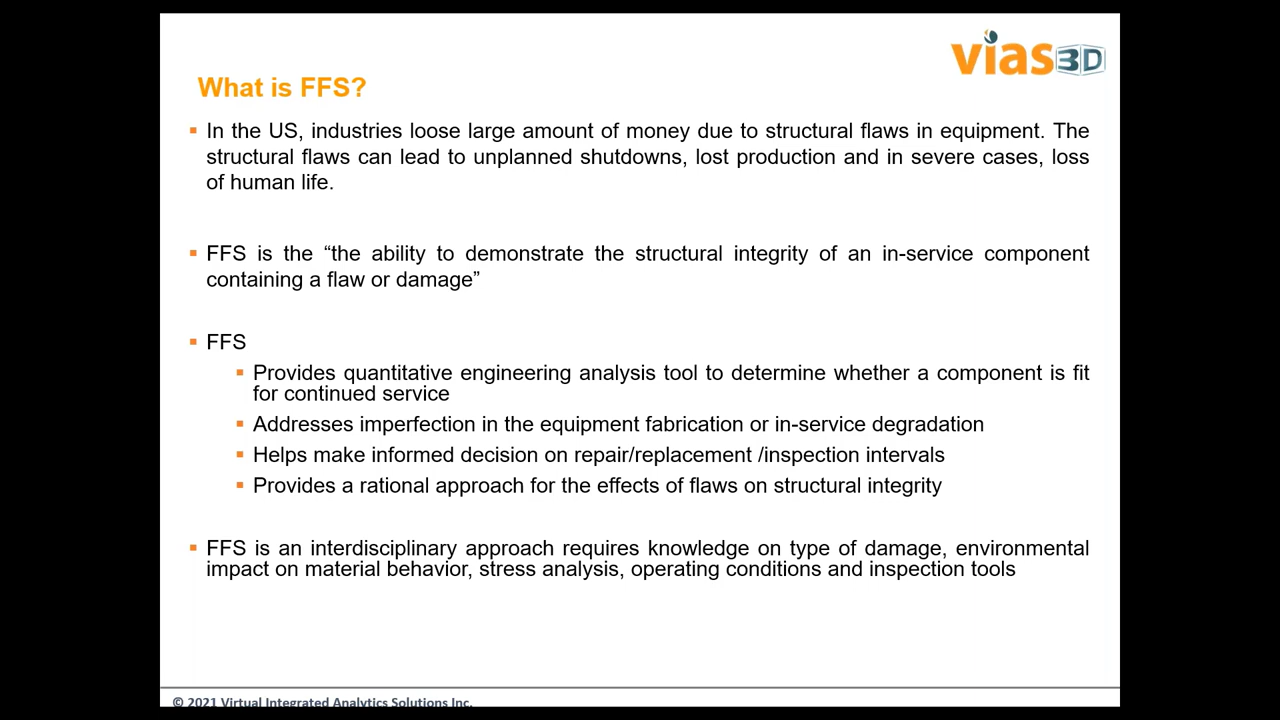 vias3D
What is FFS?
▪ In the US, industries loose large amount of money due to structural flaws in equipment. The
structural flaws can lead to unplanned shutdowns, lost production and in severe cases, loss
of human life.
▪ FFS is the “the ability to demonstrate the structural integrity of an in-service component
containing a flaw or damage”
▪ FFS
▪ Provides quantitative engineering analysis tool to determine whether a component is fit
for continued service
▪ Addresses imperfection in the equipment fabrication or in-service degradation
▪ Helps make informed decision on repair/replacement /inspection intervals
▪ Provides a rational approach for the effects of flaws on structural integrity
▪ FFS is an interdisciplinary approach requires knowledge on type of damage, environmental
impact on material behavior, stress analysis, operating conditions and inspection tools
© 2021 Virtual Integrated Analytics Solutions Inc.